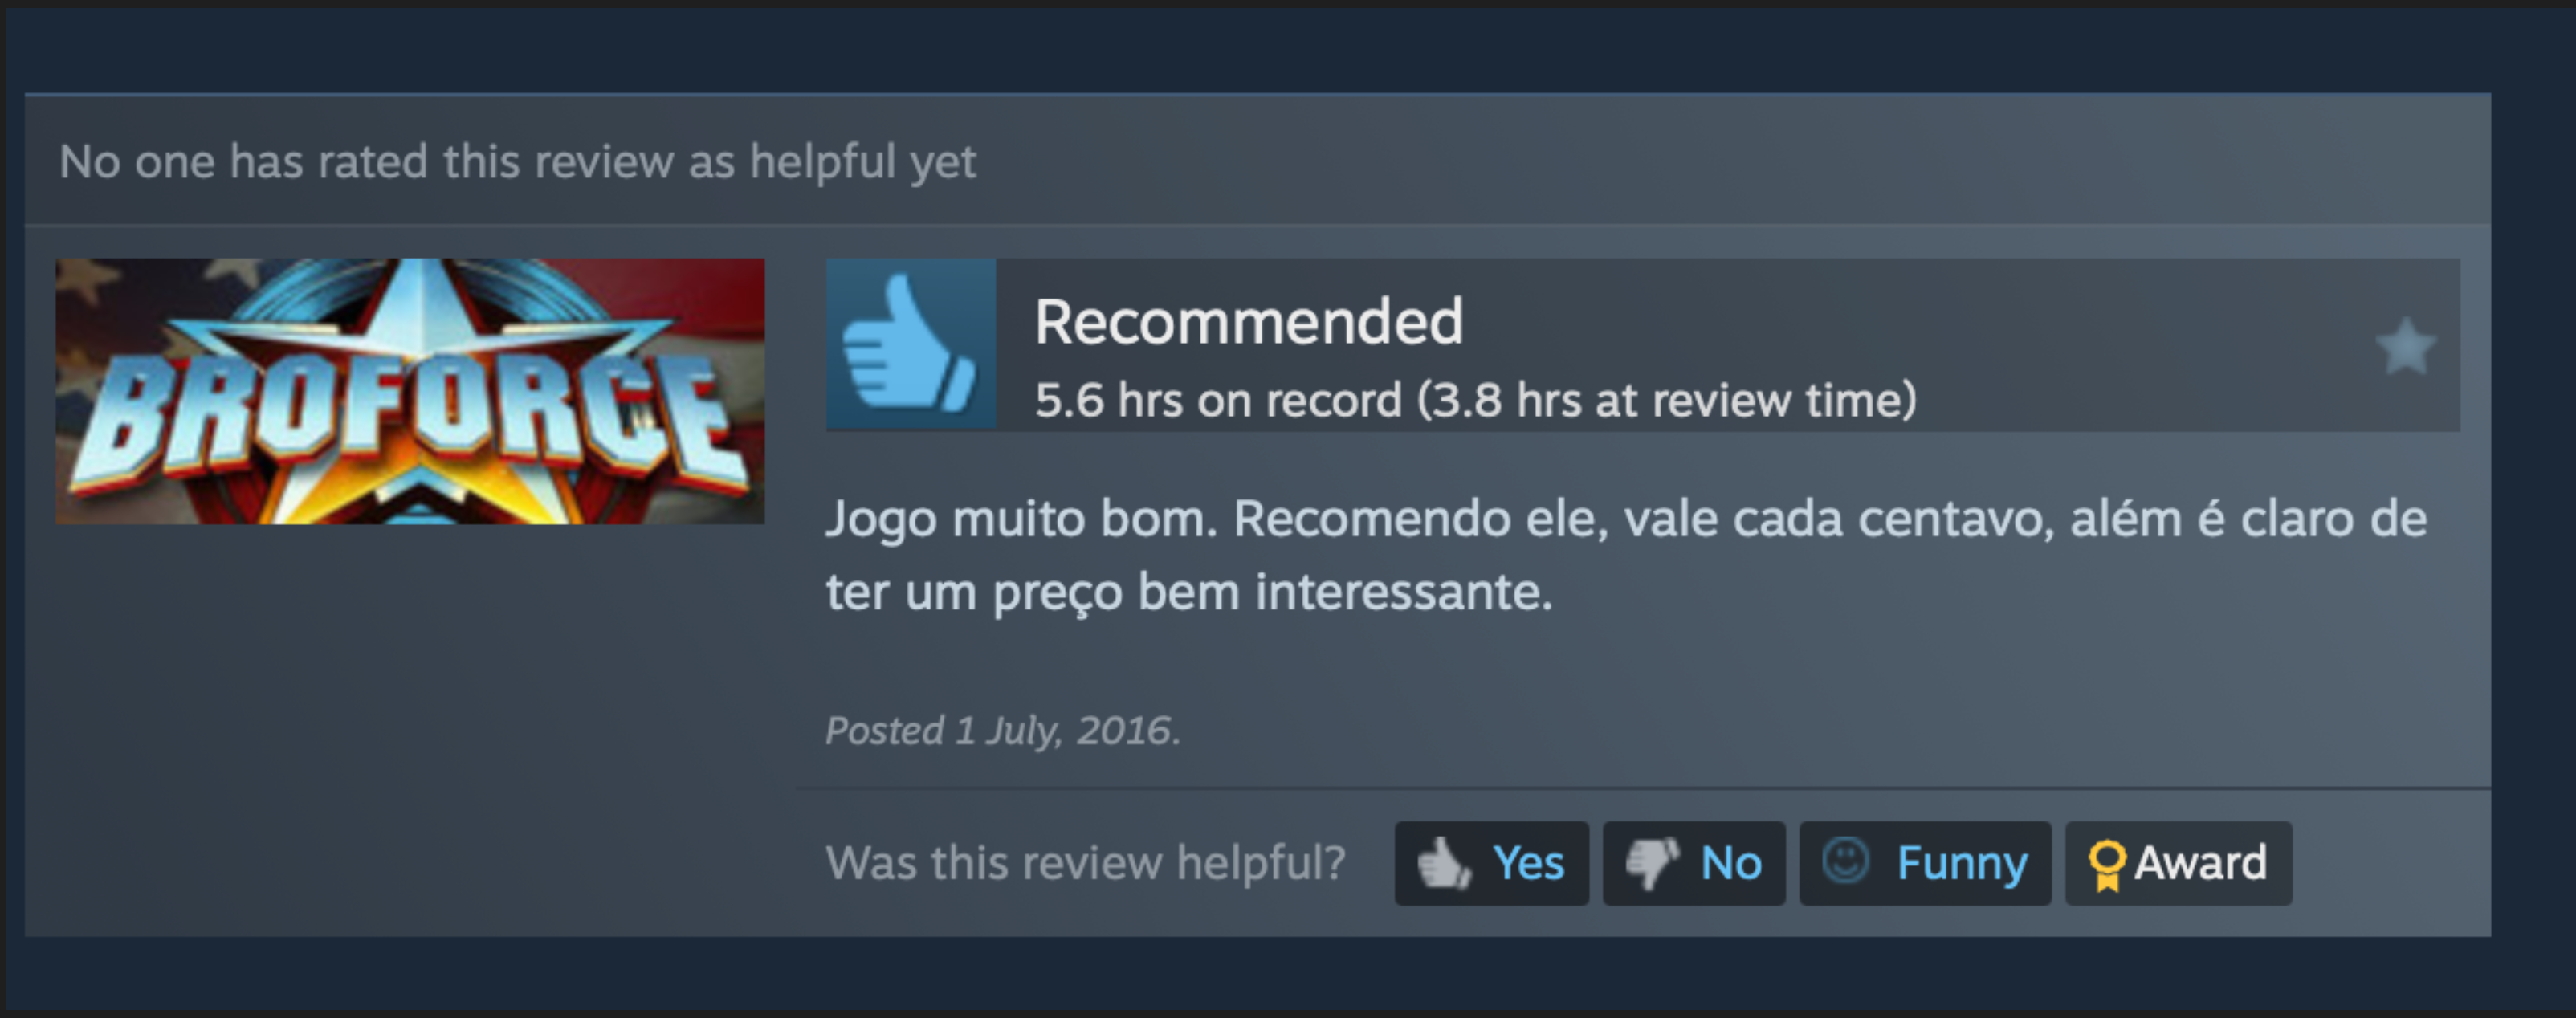 No one has rated this review as helpful yet
BROFORCE
Recommended
5.6 hrs on record (3.8 hrs at review time)
Jogo muito bom. Recomendo ele, vale cada centavo, além é claro de
ter um preço bem interessante.
Posted 1 July, 2016.
Was this review helpful? Yes No Funny Award